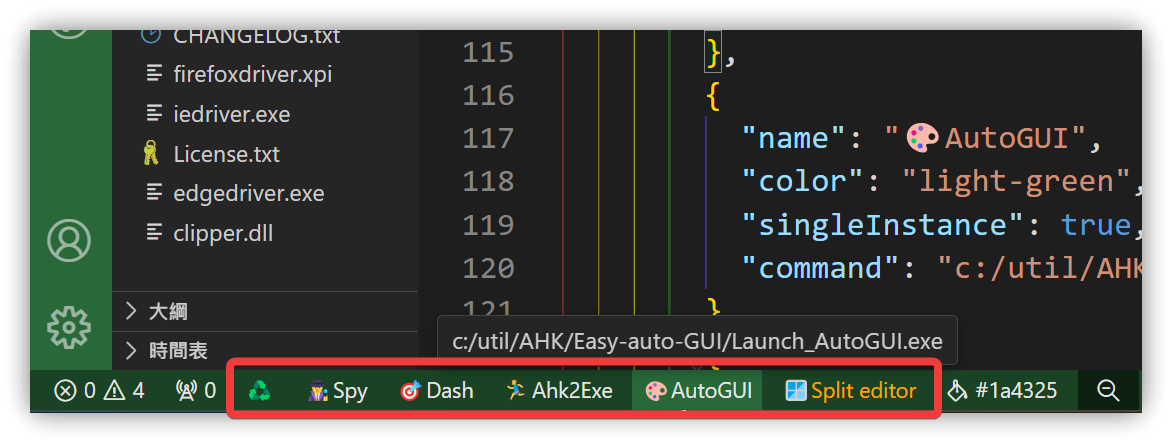 CHANGELOG.txt
firefoxdriver.xpi
iedriver.exe
License.txt
edgedriver.exe
clipper.dll
大綱
時間表
115 },
116 {
117 "name": "🎨AutoGUI",
118 "color": "light-green",
119 "singleInstance": true,
120 "command": "c:/util/AHK
121 }
c:/util/AHK/Easy-auto-GUI/Launch_AutoGUI.exe
0 4 0 Spy Dash Ahk2Exe AutoGUI Split editor #1a4325